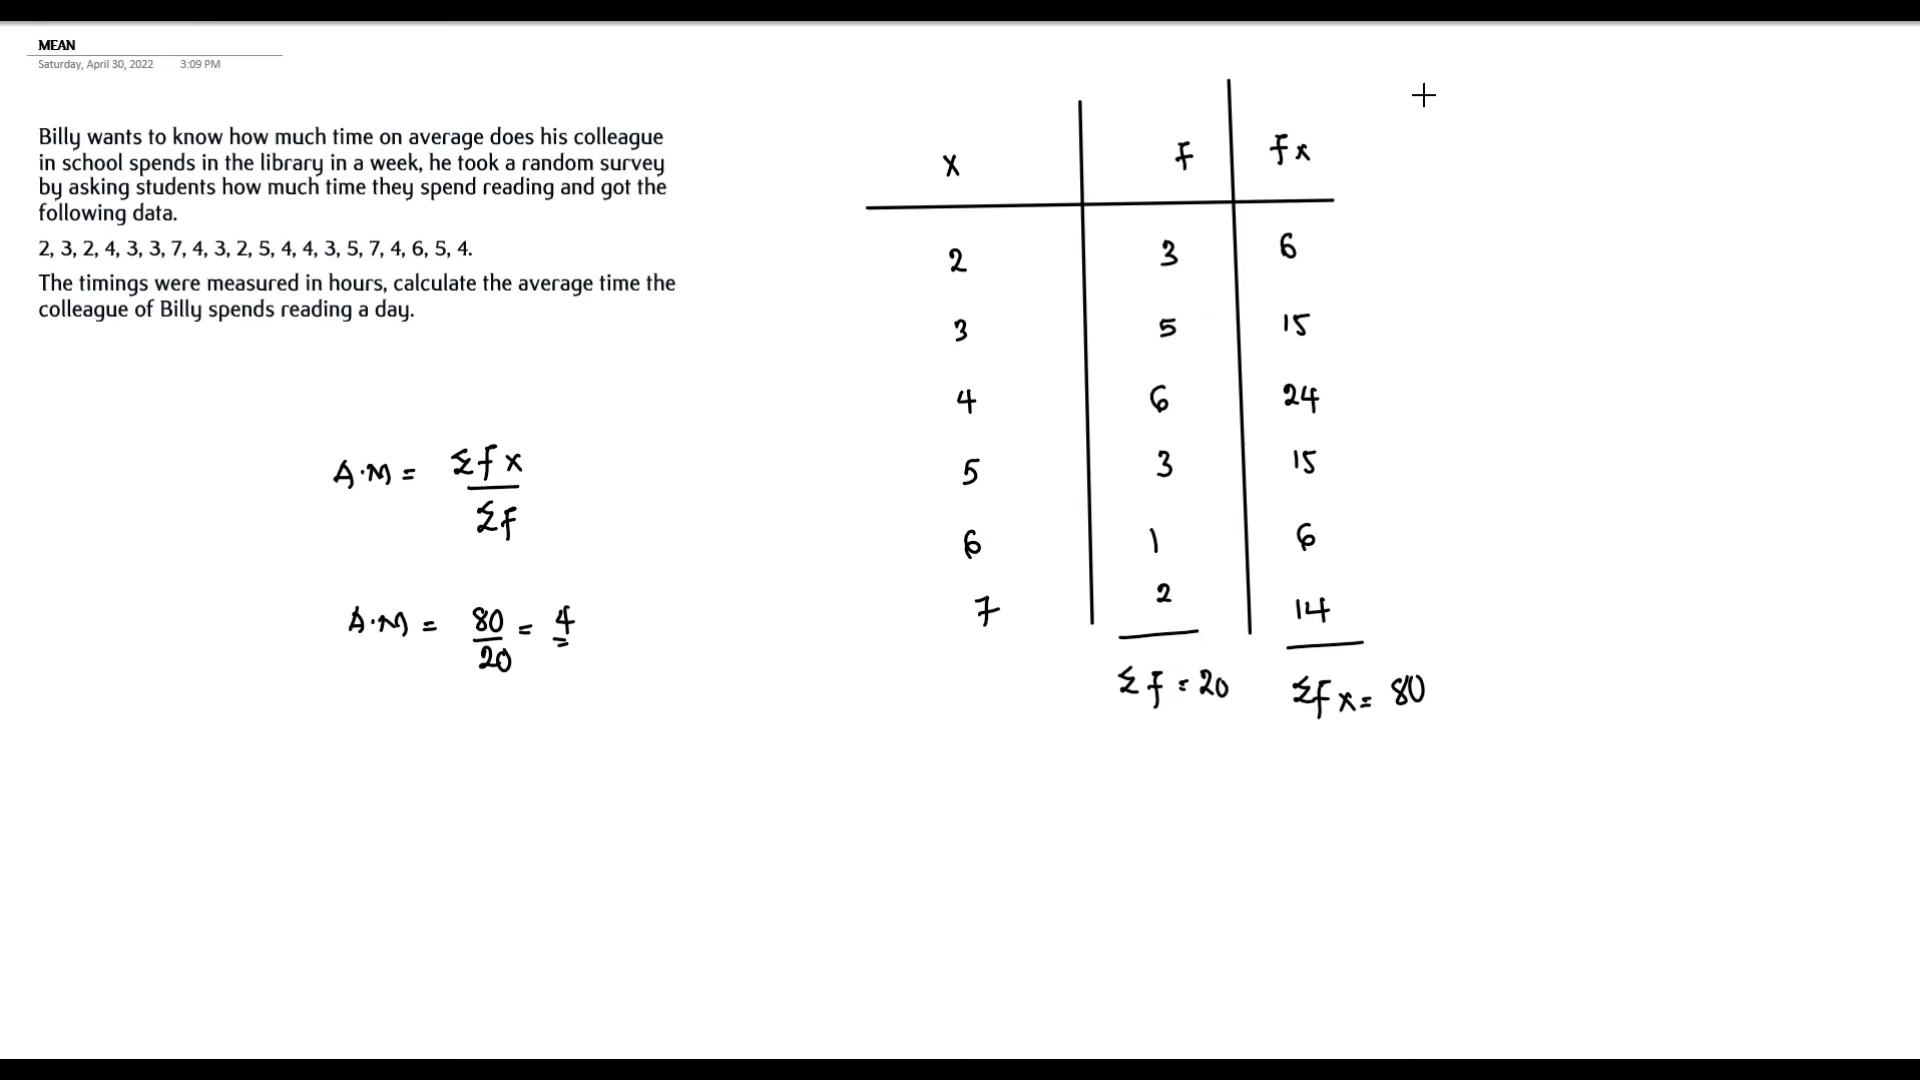 MEAN
Saturday, April 30, 2022 3:09 PM
Billy wants to know how much time on average does his colleague
in school spends in the library in a week, he took a random survey
by asking students how much time they spend reading and got the
following data.
2, 3, 2, 4, 3, 3, 7, 4, 3, 2, 5, 4, 4, 3, 5, 7, 4, 6, 5, 4.
The timings were measured in hours, calculate the average time the
colleague of Billy spends reading a day.
A.M = Σfx
Σf
A.M = 80 = 4
20
x F fx
2 3 6
3 5 15
4 6 24
5 3 15
6 1 6
7 2 14
Σf = 20 Σfx = 80